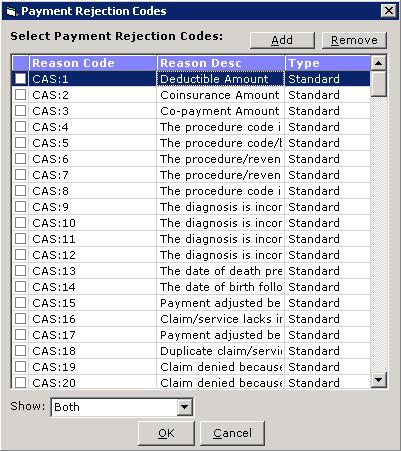 Payment Rejection Codes
Select Payment Rejection Codes: Add Remove
Reason Code Reason Desc Type
CAS:1 Deductible Amount Standard
CAS:2 Coinsurance Amount Standard
CAS:3 Co-payment Amount Standard
CAS:4 The procedure code i Standard
CAS:5 The procedure code/b Standard
CAS:6 The procedure/reven Standard
CAS:7 The procedure/reven Standard
CAS:8 The procedure code i Standard
CAS:9 The diagnosis is incor Standard
CAS:10 The diagnosis is incor Standard
CAS:11 The diagnosis is incor Standard
CAS:12 The diagnosis is incor Standard
CAS:13 The date of death pre Standard
CAS:14 The date of birth follo Standard
CAS:15 Payment adjusted be Standard
CAS:16 Claim/service lacks in Standard
CAS:17 Payment adjusted be Standard
CAS:18 Duplicate claim/servi Standard
CAS:19 Claim denied because Standard
CAS:20 Claim denied because Standard
Show: Both
OK Cancel